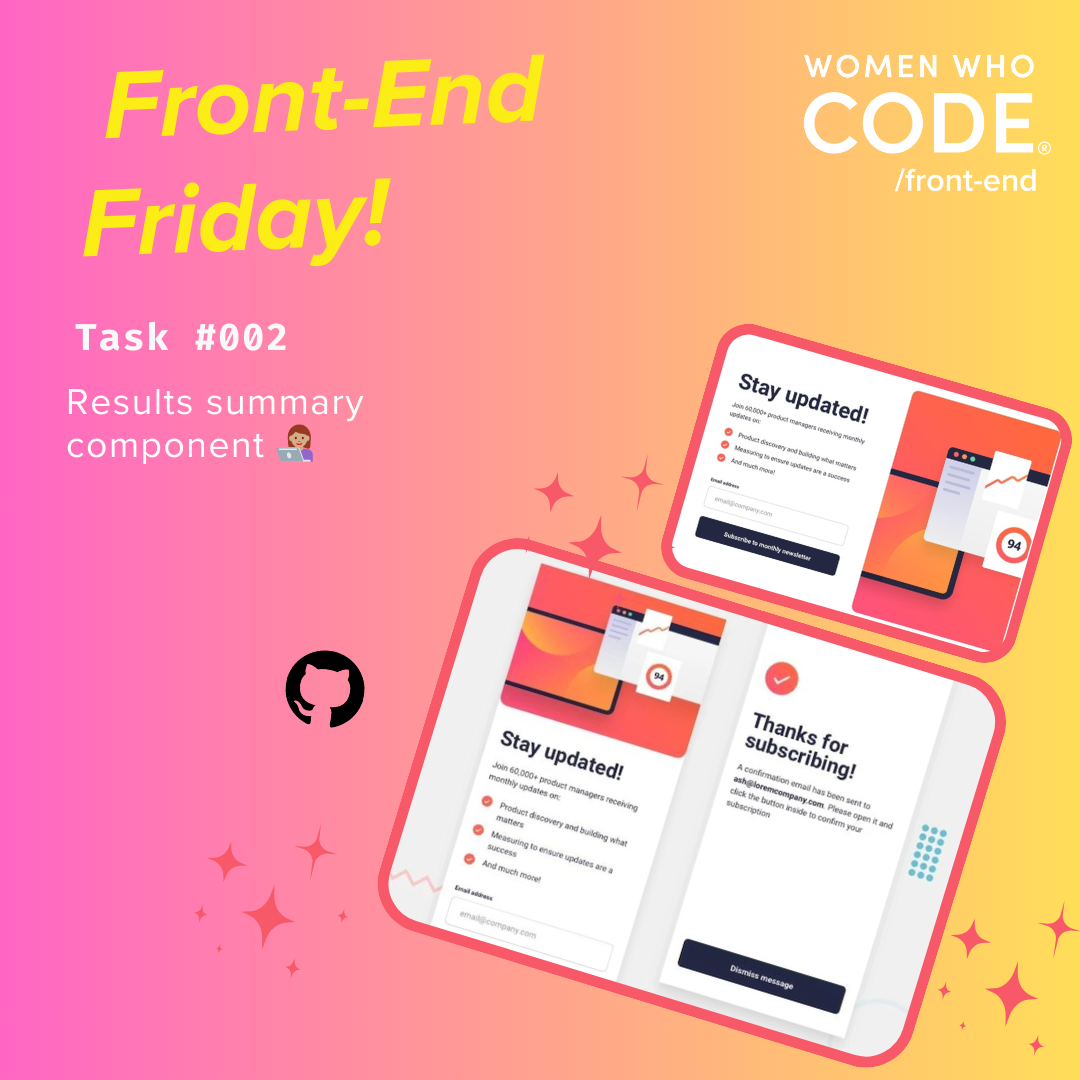 Front-End
Friday!
WOMEN WHO
CODE®
/front-end
Task #002
Results summary
component
Stay updated!
Join 60,000+ product managers receiving monthly
updates on:
Product discovery and building what matters
Measuring to ensure updates are a success
And much more!
Email address
email@company.com
Subscribe to monthly newsletter
94
94
Stay updated!
Join 60,000+ product managers receiving
monthly updates on:
Product discovery and building what
matters
Measuring to ensure updates are a
success
And much more!
Email address
email@company.com
Thanks for
subscribing!
A confirmation email has been sent to
ash@loremcompany.com. Please open it and
click the button inside to confirm your
subscription
Dismiss message